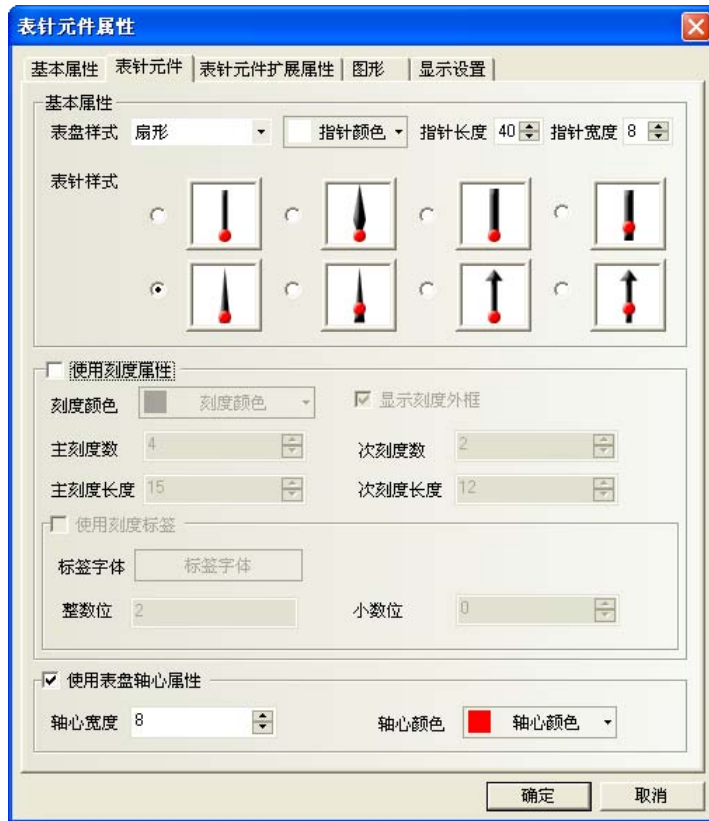 表针元件属性
基本属性 表针元件 表针元件扩展属性 图形 显示设置
基本属性
表盘样式 扇形 指针颜色 指针长度 40 指针宽度 8
表针样式
使用刻度属性
刻度颜色 刻度颜色 显示刻度外框
主刻度数 4 次刻度数 2
主刻度长度 15 次刻度长度 12
使用刻度标签
标签字体 标签字体
整数位 2 小数位 0
使用表盘轴心属性
轴心宽度 8 轴心颜色 轴心颜色
确定 取消